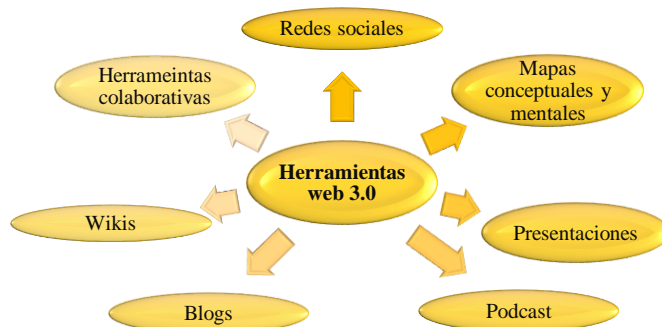 Redes sociales
Herrameintas
colaborativas
Mapas
conceptuales y
mentales
Herramientas
web 3.0
Wikis
Presentaciones
Blogs
Podcast